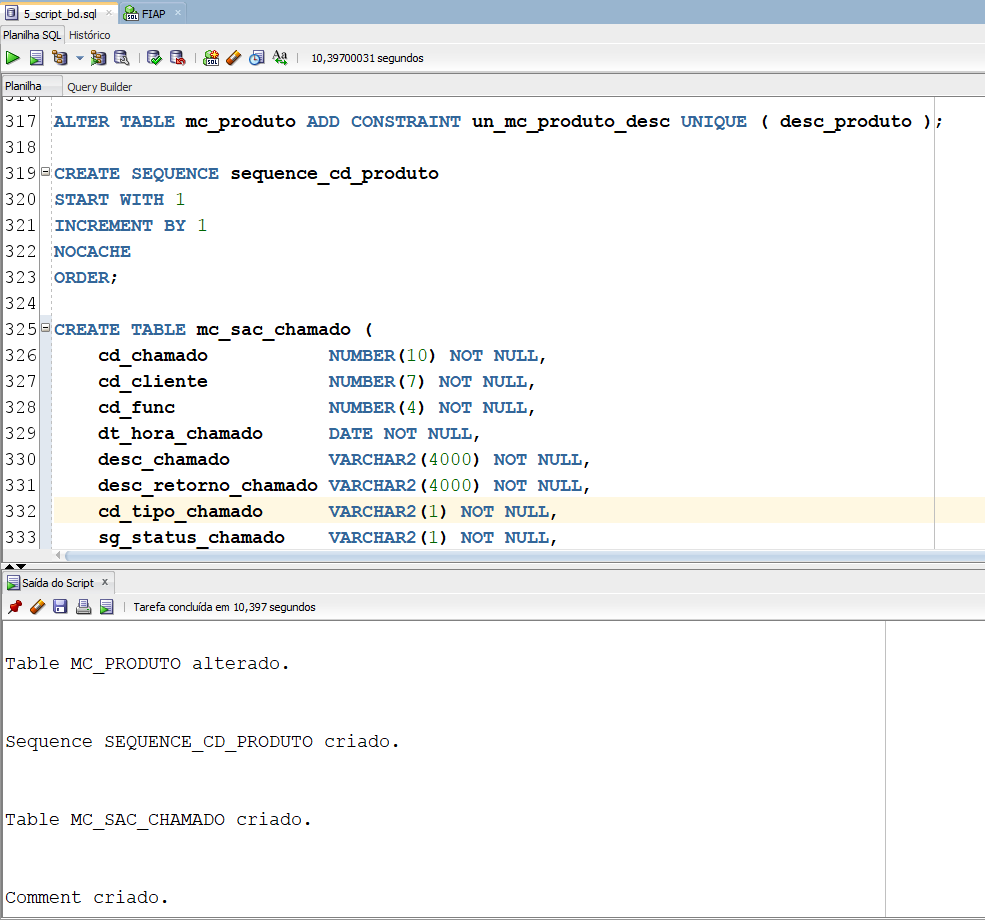 5_script_bd.sql × FIAP ×
Planilha SQL Histórico
10,39700031 segundos
Planilha Query Builder
316
317 ALTER TABLE mc_produto ADD CONSTRAINT un_mc_produto_desc UNIQUE ( desc_produto );
318
319 CREATE SEQUENCE sequence_cd_produto
320 START WITH 1
321 INCREMENT BY 1
322 NOCACHE
323 ORDER;
324
325 CREATE TABLE mc_sac_chamado (
326 cd_chamado NUMBER(10) NOT NULL,
327 cd_cliente NUMBER(7) NOT NULL,
328 cd_func NUMBER(4) NOT NULL,
329 dt_hora_chamado DATE NOT NULL,
330 desc_chamado VARCHAR2(4000) NOT NULL,
331 desc_retorno_chamado VARCHAR2(4000) NOT NULL,
332 cd_tipo_chamado VARCHAR2(1) NOT NULL,
333 sg_status_chamado VARCHAR2(1) NOT NULL,
Saída do Script ×
Tarefa concluída em 10,397 segundos
Table MC_PRODUTO alterado.
Sequence SEQUENCE_CD_PRODUTO criado.
Table MC_SAC_CHAMADO criado.
Comment criado.